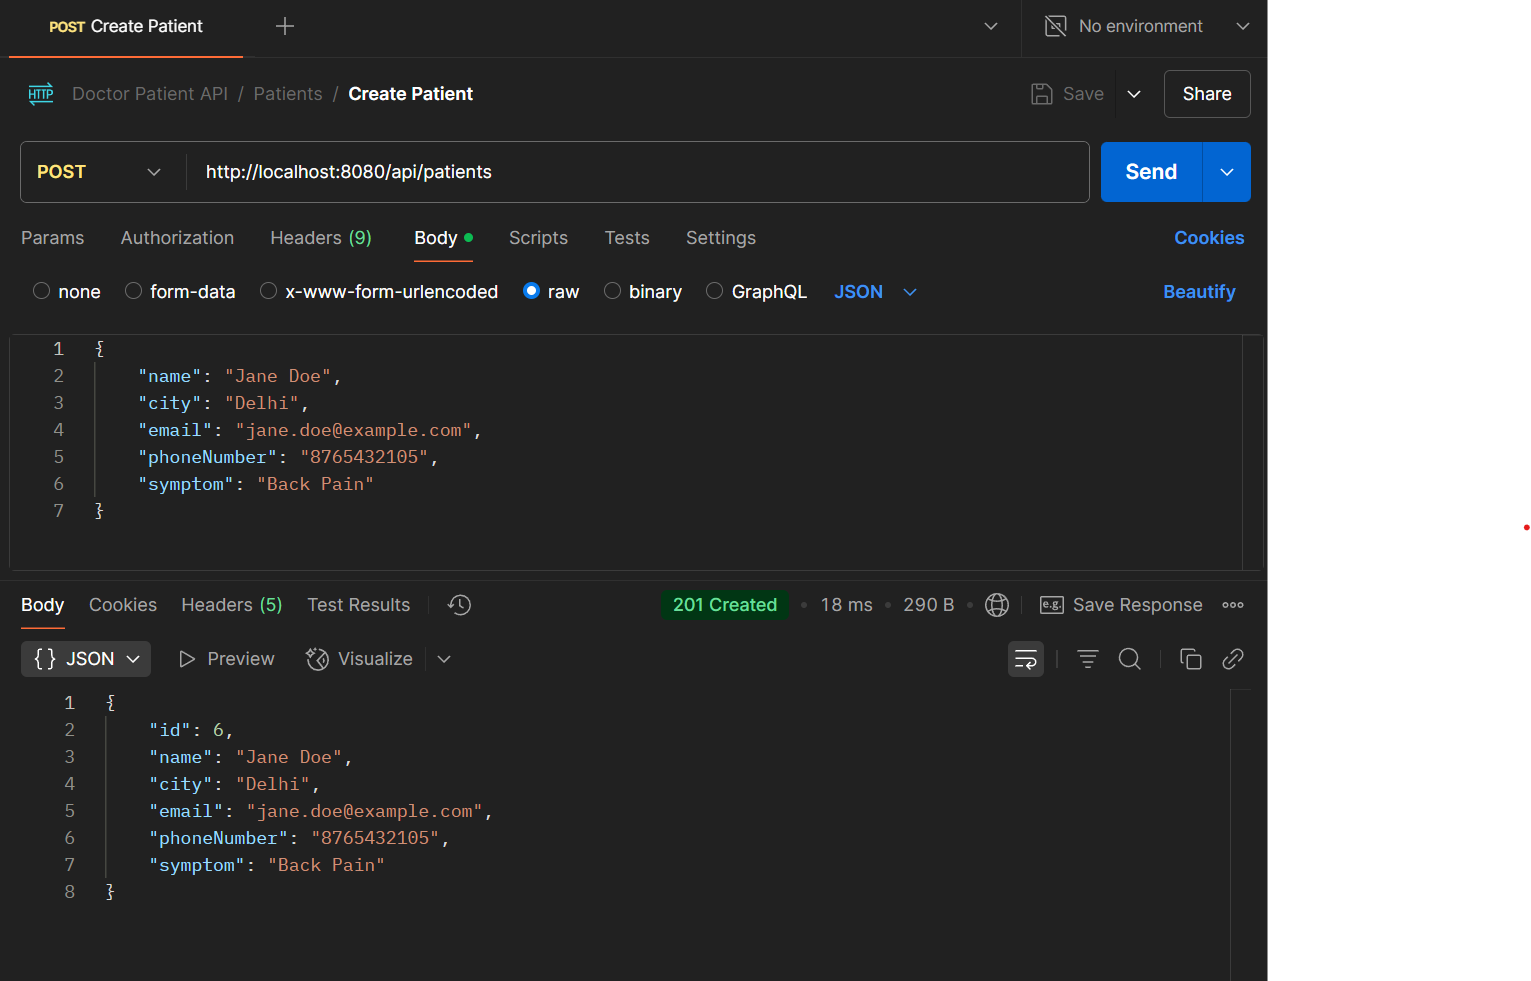 POST Create Patient
No environment
HTTP Doctor Patient API / Patients / Create Patient
Save
Share
POST http://localhost:8080/api/patients
Send
Params Authorization Headers (9) Body Scripts Tests Settings Cookies
none form-data x-www-form-urlencoded raw binary GraphQL JSON Beautify
1 {
2 "name": "Jane Doe",
3 "city": "Delhi",
4 "email": "jane.doe@example.com",
5 "phoneNumber": "8765432105",
6 "symptom": "Back Pain"
7 }
Body Cookies Headers (5) Test Results 201 Created • 18 ms • 290 B • e.g. Save Response
{} JSON Preview Visualize
1 {
2 "id": 6,
3 "name": "Jane Doe",
4 "city": "Delhi",
5 "email": "jane.doe@example.com",
6 "phoneNumber": "8765432105",
7 "symptom": "Back Pain"
8 }